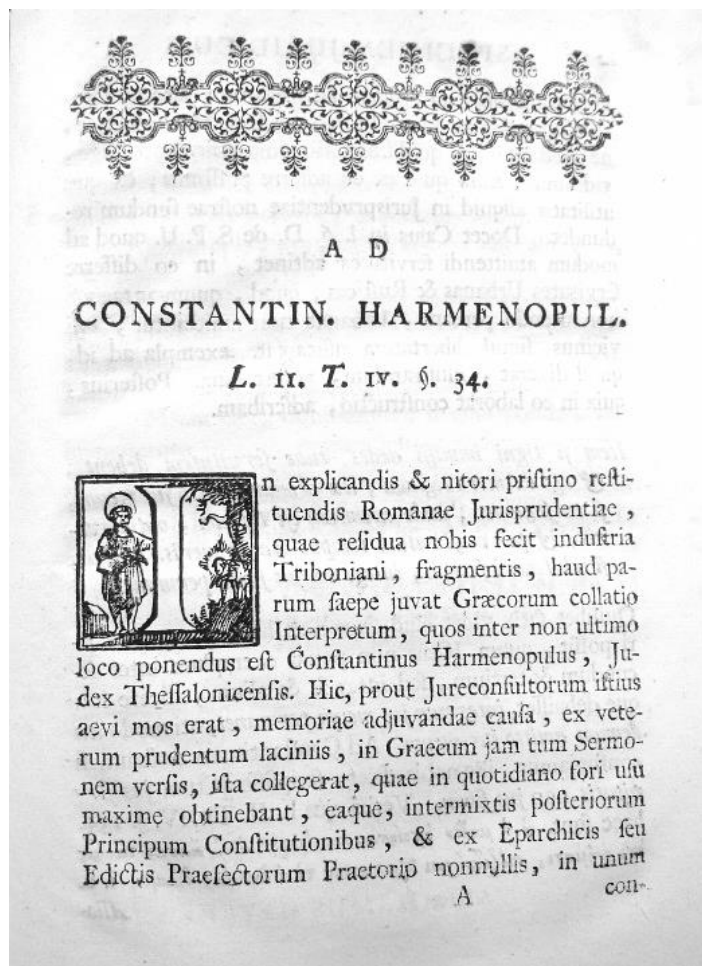 A D
CONSTANTIN. HARMENOPUL.
L. II. T. IV. §. 34.
In explicandis & nitori priſtino reſti-
tuendis Romanae Jurisprudentiae,
quae reſidua nobis fecit induſtria
Triboniani, fragmentis, haud pa-
rum ſaepe juvat Græcorum collatio
Interpretum, quos inter non ultimo
loco ponendus eſt Conſtantinus Harmenopulus, Ju-
dex Theſſalonicenſis. Hic, prout Jureconſultorum iſtius
aevi mos erat, memoriae adjuvandae cauſa, ex vete-
rum prudentum laciniis, in Graecum jam tum Sermo-
nem verſis, iſta collegerat, quae in quotidiano fori uſu
maxime obtinebant, eaque, intermixtis poſteriorum
Principum Conſtitutionibus, & ex Eparchicis ſeu
Edictis Praefectorum Praetorio nonnullis, in unum
A con-